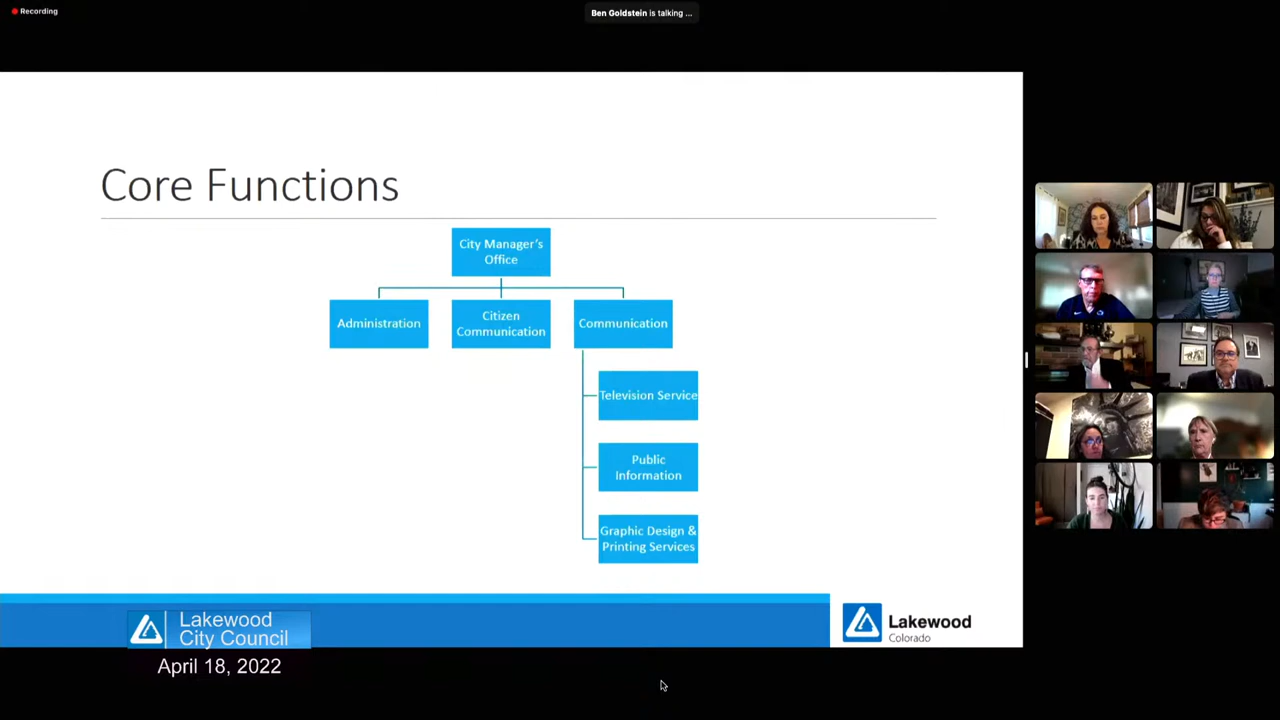 Recording
Ben Goldstein is talking ...
Core Functions
City Manager's
Office
Administration
Citizen
Communication
Communication
Television Service
Public
Information
Graphic Design &
Printing Services
Lakewood
City Council
April 18, 2022
Lakewood
Colorado